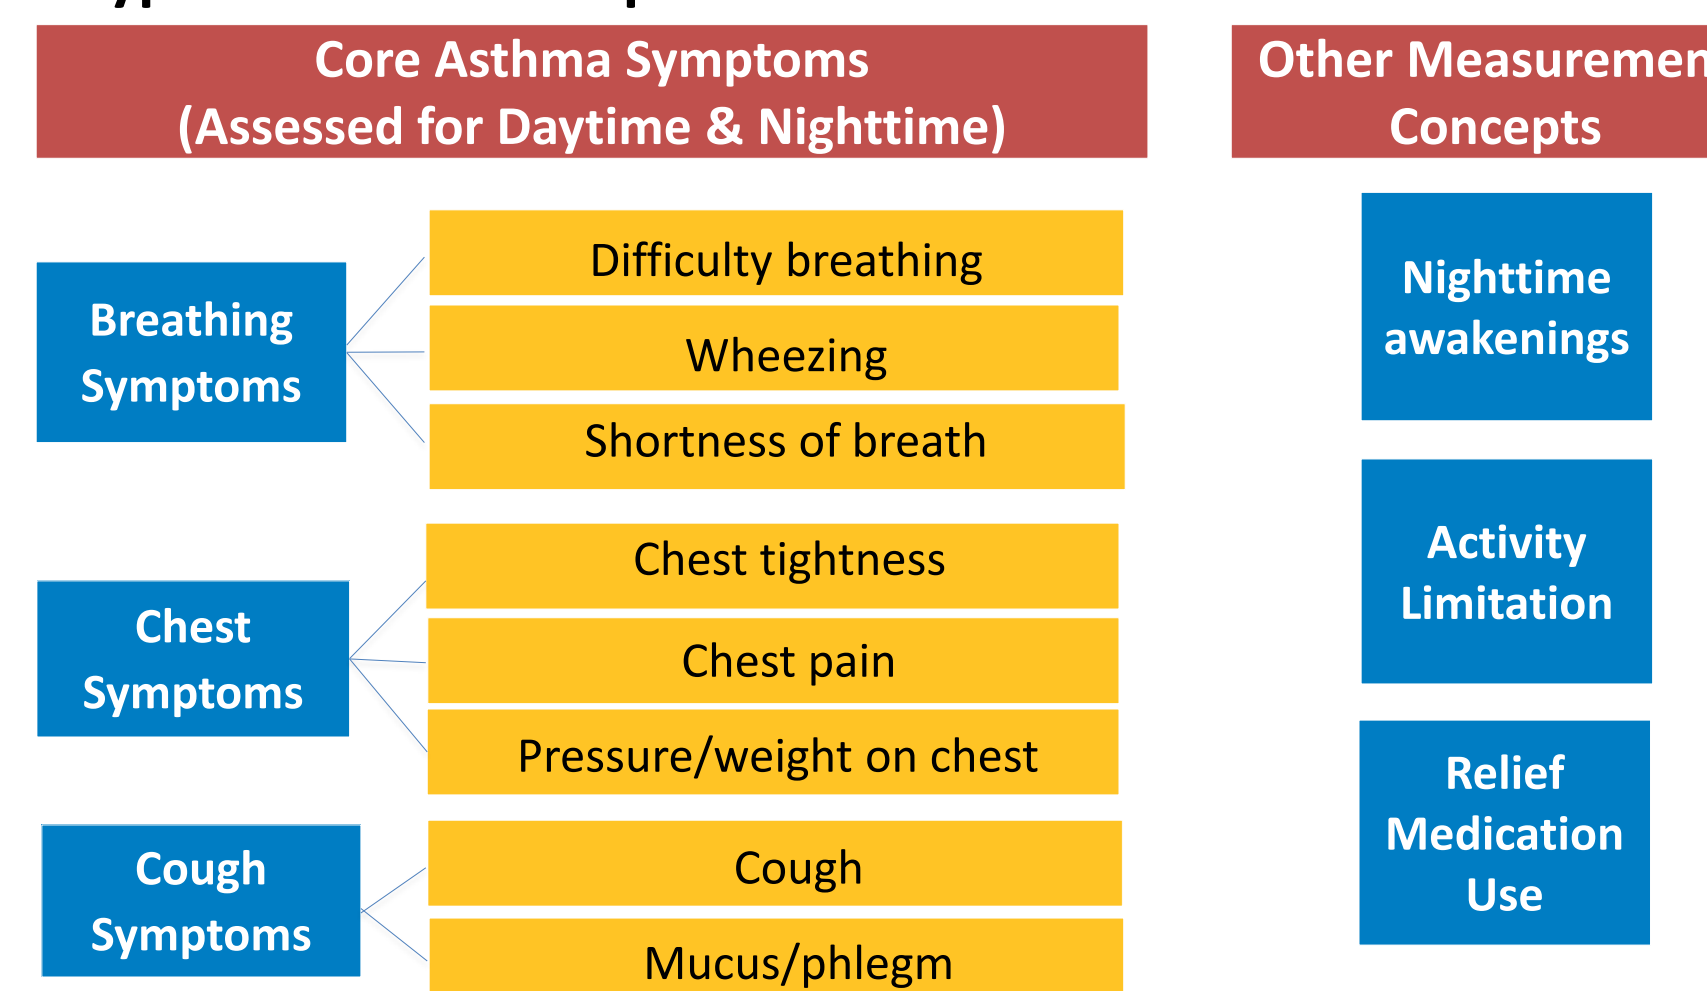 Core Asthma Symptoms
(Assessed for Daytime & Nighttime)
Breathing
Symptoms
Difficulty breathing
Wheezing
Shortness of breath
Chest
Symptoms
Chest tightness
Chest pain
Pressure/weight on chest
Cough
Symptoms
Cough
Mucus/phlegm
Other Measuremen
Concepts
Nighttime
awakenings
Activity
Limitation
Relief
Medication
Use